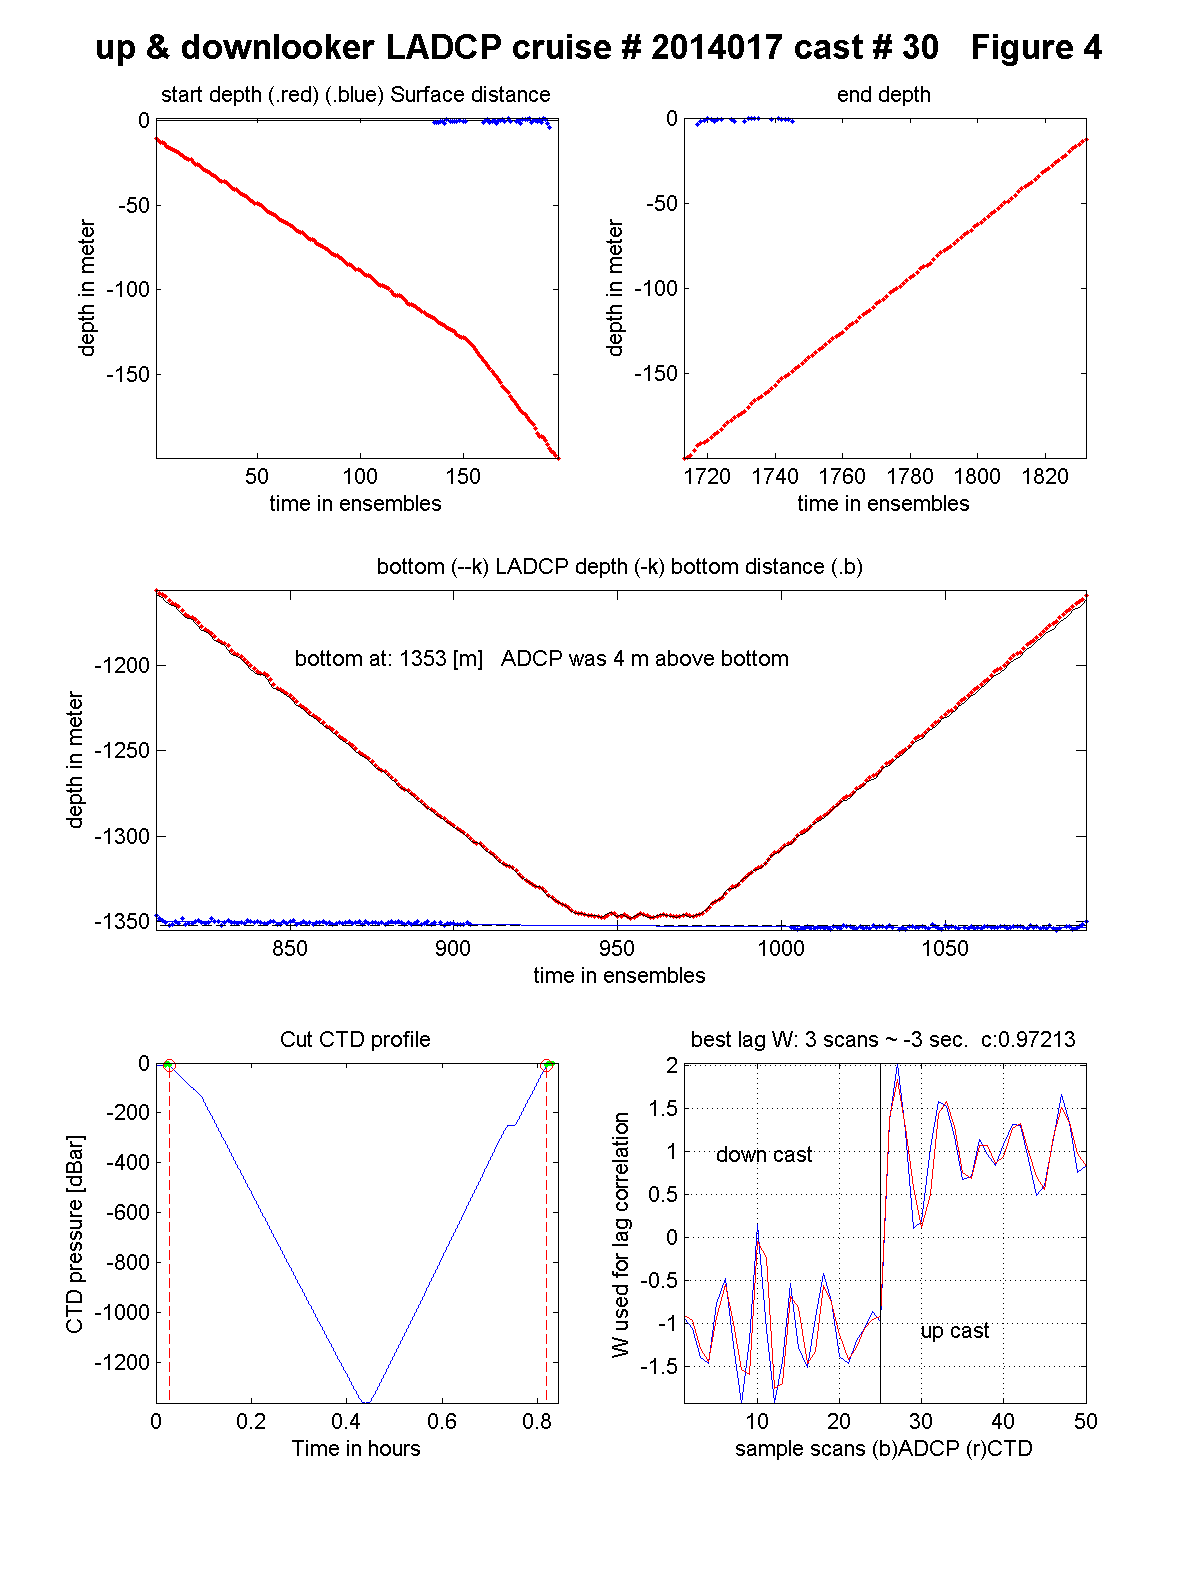 up & downlooker LADCP cruise # 2014017 cast # 30   Figure 4
start depth (.red) (.blue) Surface distance
0
-50
-100
-150
depth in meter
50 100 150
time in ensembles
end depth
0
-50
-100
-150
depth in meter
1720 1740 1760 1780 1800 1820
time in ensembles
bottom (--k) LADCP depth (-k) bottom distance (.b)
bottom at: 1353 [m]   ADCP was 4 m above bottom
-1200
-1250
-1300
-1350
depth in meter
850 900 950 1000 1050
time in ensembles
Cut CTD profile
0
-200
-400
-600
-800
-1000
-1200
CTD pressure [dBar]
0 0.2 0.4 0.6 0.8
Time in hours
best lag W: 3 scans ~ -3 sec.  c:0.97213
2
1.5
1
0.5
0
-0.5
-1
-1.5
W used for lag correlation
down cast
up cast
10 20 30 40 50
sample scans (b)ADCP (r)CTD